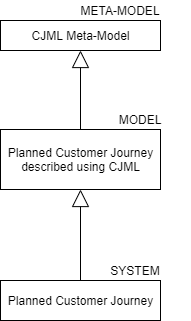 META-MODEL
CJML Meta-Model
MODEL
Planned Customer Journey
described using CJML
SYSTEM
Planned Customer Journey